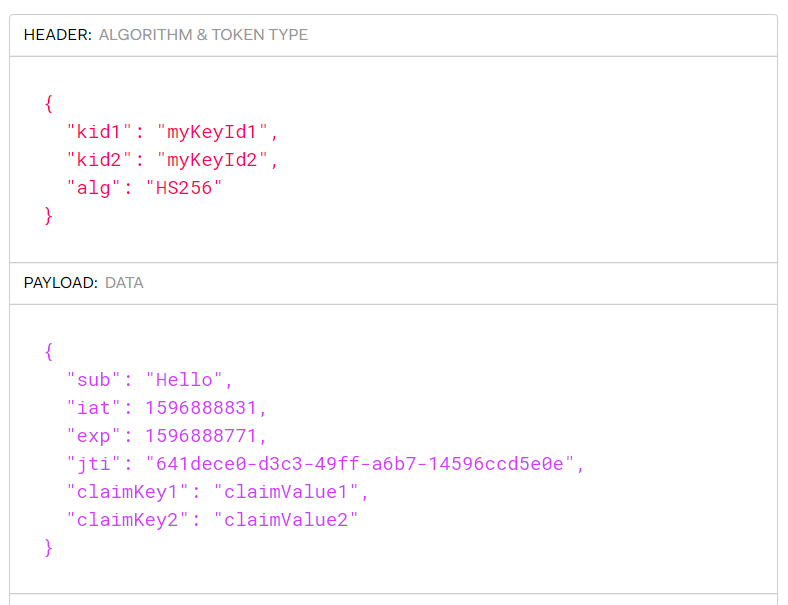 HEADER: ALGORITHM & TOKEN TYPE
{
"kid1": "myKeyId1",
"kid2": "myKeyId2",
"alg": "HS256"
}
PAYLOAD: DATA
{
"sub": "Hello",
"iat": 1596888831,
"exp": 1596888771,
"jti": "641dece0-d3c3-49ff-a6b7-14596ccd5e0e",
"claimKey1": "claimValue1",
"claimKey2": "claimValue2"
}